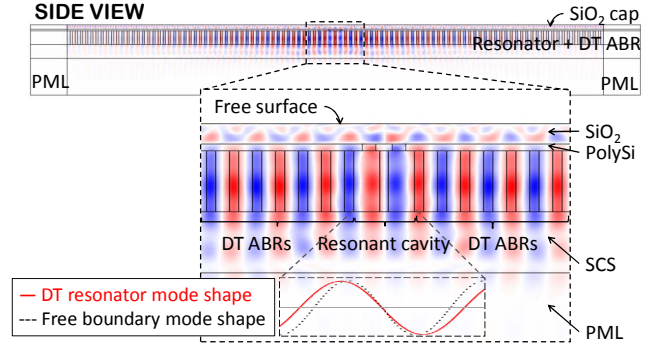 SIDE VIEW
SiO₂ cap
Resonator + DT ABR
PML
PML
Free surface
SiO₂
PolySi
DT ABRs
Resonant cavity
DT ABRs
SCS
DT resonator mode shape
Free boundary mode shape
PML